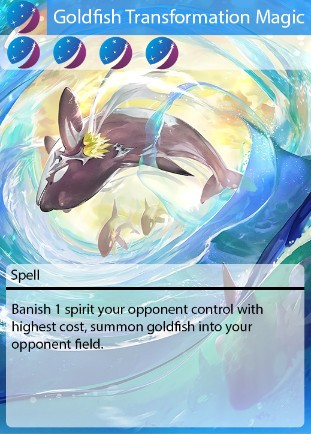 Goldfish Transformation Magic
Spell
Banish 1 spirit your opponent control with
highest cost, summon goldfish into your
opponent field.